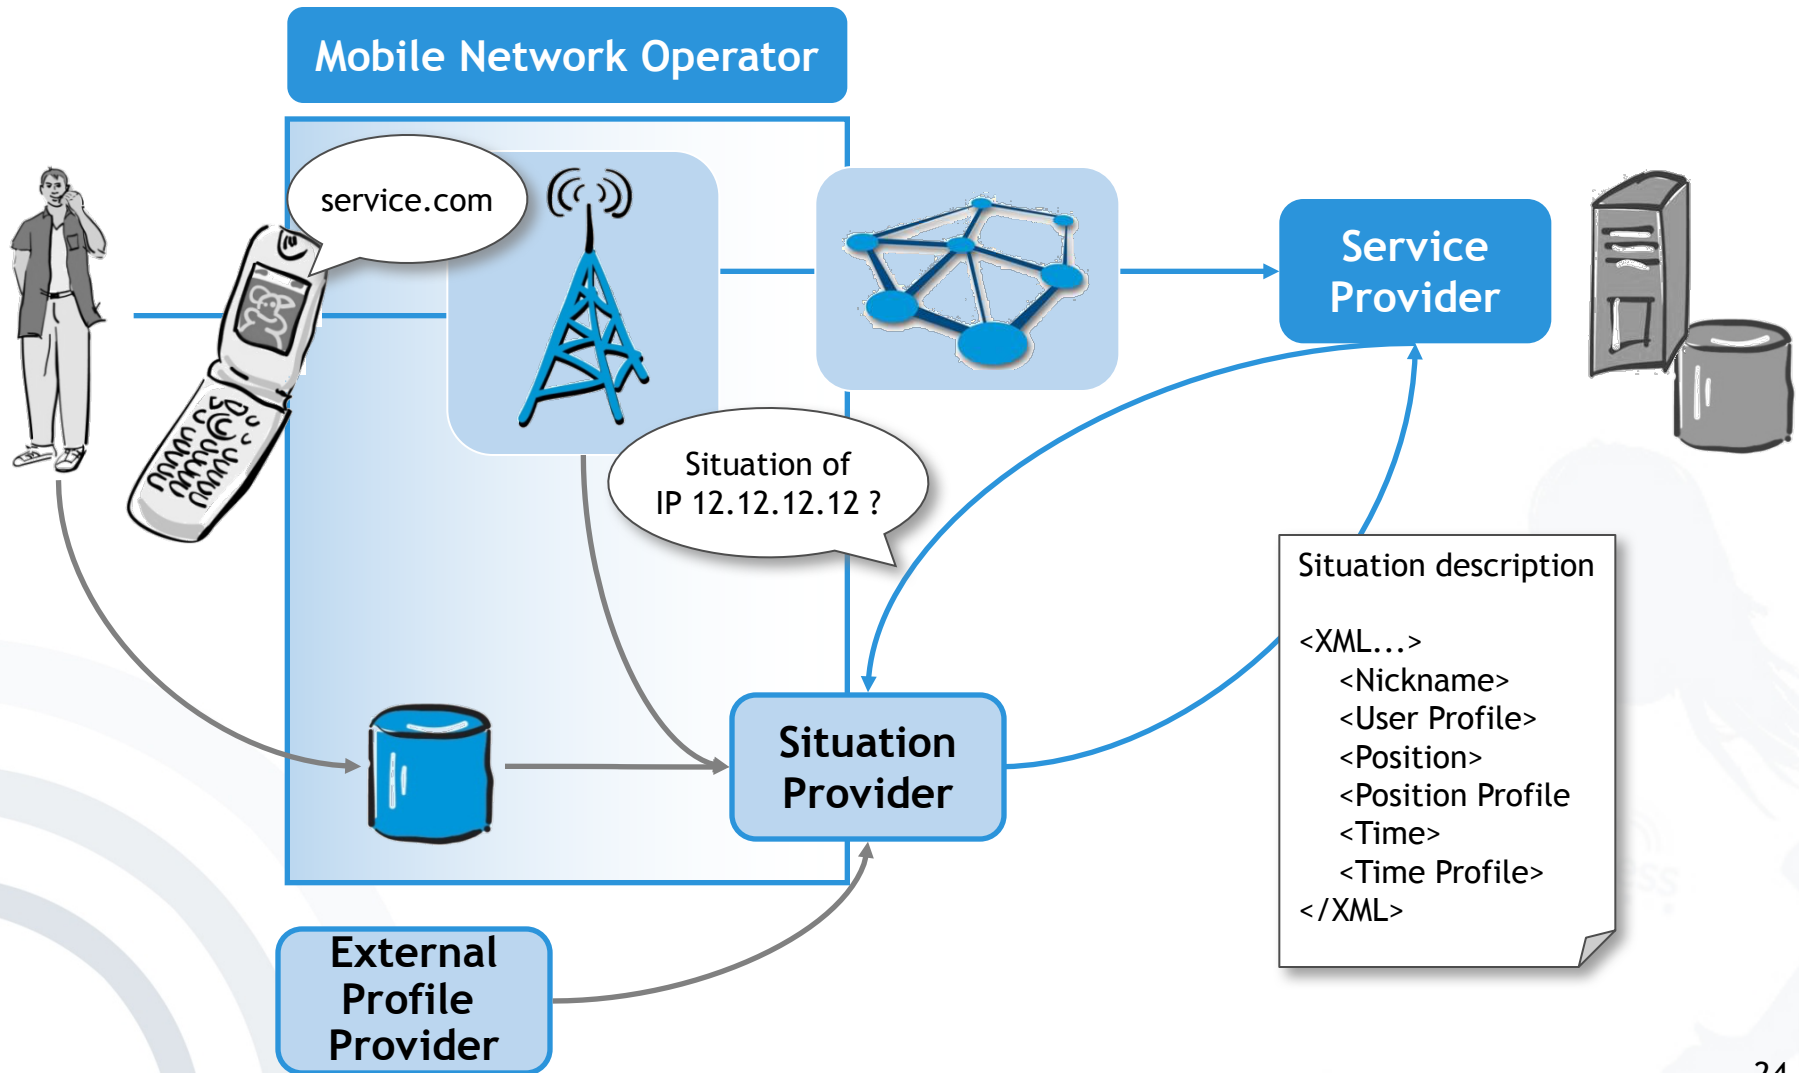 Mobile Network Operator
service.com
Service
Provider
Situation of
IP 12.12.12.12 ?
Situation description
<XML...>
<Nickname>
<User Profile>
<Position>
<Position Profile
<Time>
<Time Profile>
</XML>
Situation
Provider
External
Profile
Provider
24